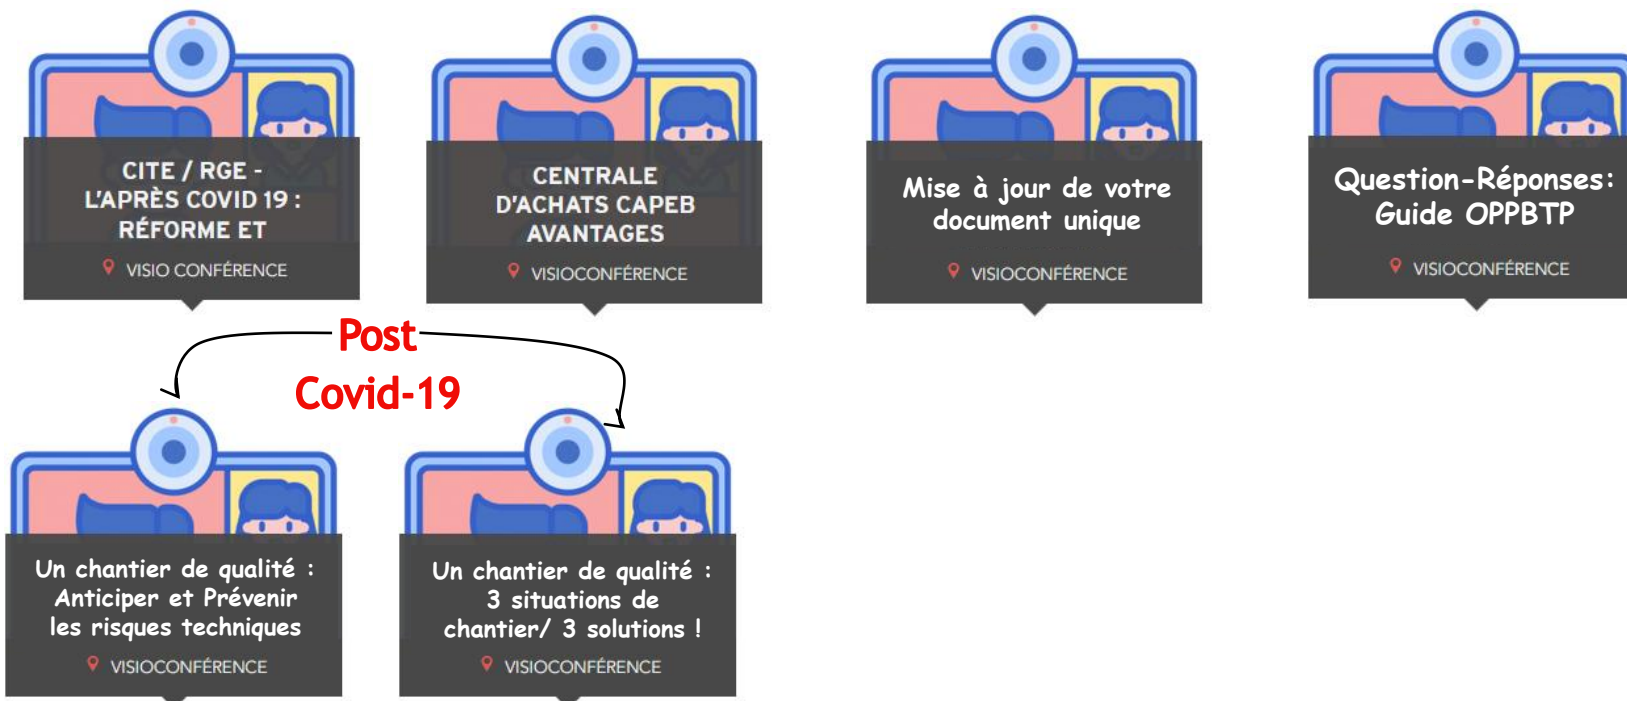 CITE / RGE -
L'APRÈS COVID 19 :
RÉFORME ET
VISIO CONFÉRENCE
CENTRALE
D'ACHATS CAPEB
AVANTAGES
VISIOCONFÉRENCE
Mise à jour de votre
document unique
VISIOCONFÉRENCE
Question-Réponses:
Guide OPPBTP
VISIOCONFÉRENCE
Post
Covid-19
Un chantier de qualité :
Anticiper et Prévenir
les risques techniques
VISIOCONFÉRENCE
Un chantier de qualité :
3 situations de
chantier/ 3 solutions !
VISIOCONFÉRENCE